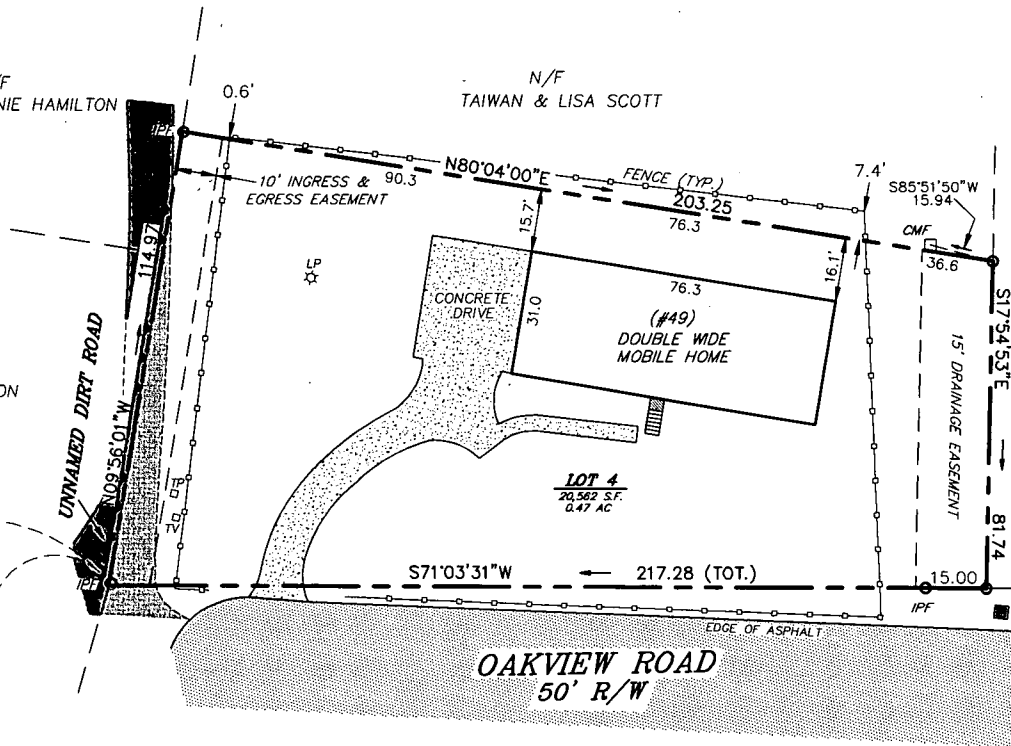 N/F
TAIWAN & LISA SCOTT
/F
NIE HAMILTON
0.6'
IPF
N80°04'00"E
90.3
FENCE (TYP.)
203.25
76.3
7.4'
S85°51'50"W
15.94
CMF
36.6
10' INGRESS &
EGRESS EASEMENT
15.7'
16.1'
114.97
LP
CONCRETE
DRIVE
31.0
76.3
(#49)
DOUBLE WIDE
MOBILE HOME
S17°54'53"E
15' DRAINAGE EASEMENT
ON
UNNAMED DIRT ROAD
N09°56'01"W
TP
TV
LOT 4
20,562 S.F.
0.47 AC
81.74
IPF
S71°03'31"W
217.28 (TOT.)
15.00
IPF
EDGE OF ASPHALT
OAKVIEW ROAD
50' R/W